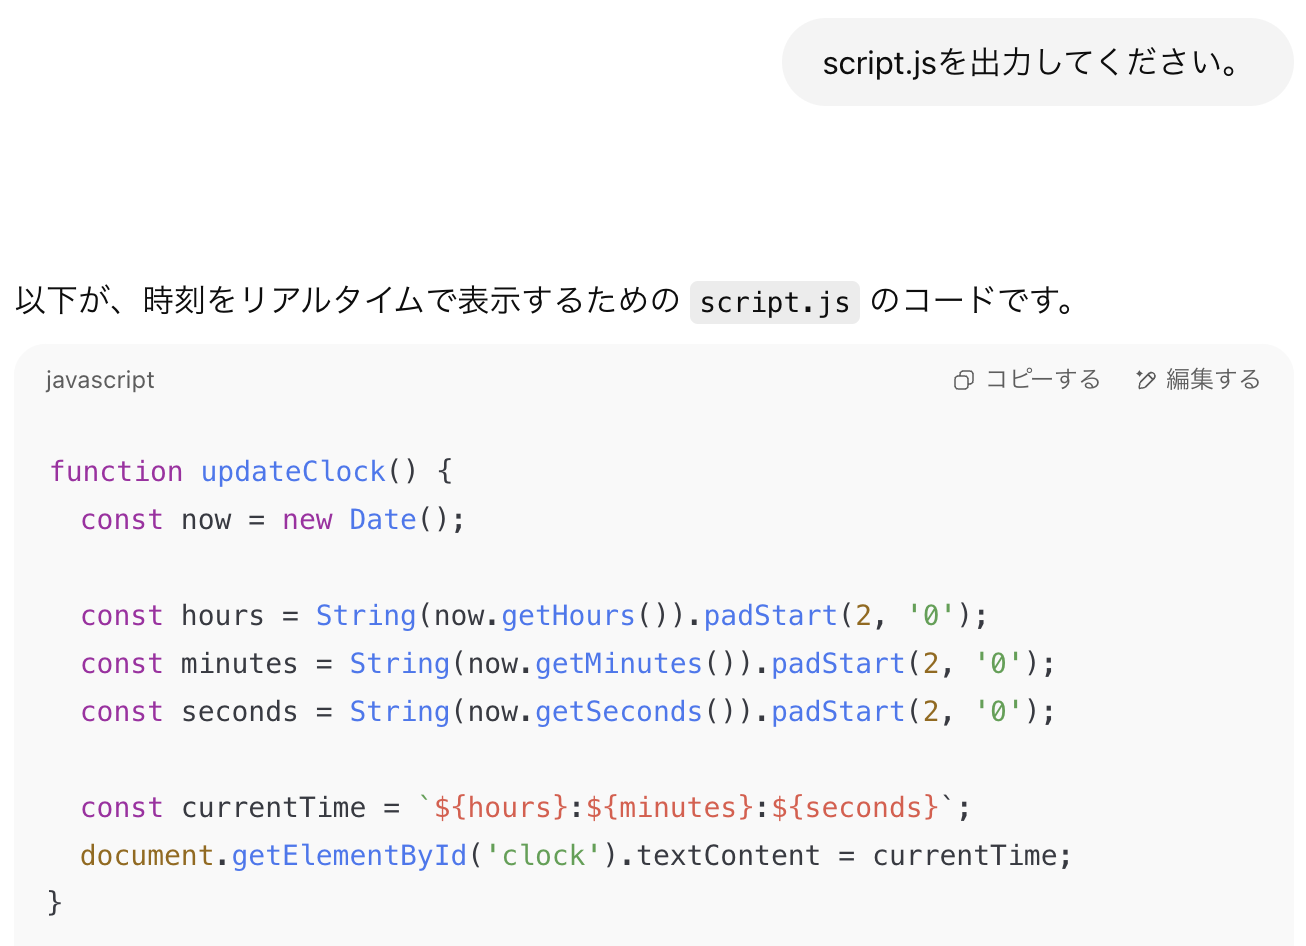 script.jsを出力してください。
以下が、時刻をリアルタイムで表示するための script.js のコードです。
javascript
コピーする
編集する
function updateClock() {
  const now = new Date();
  const hours = String(now.getHours()).padStart(2, '0');
  const minutes = String(now.getMinutes()).padStart(2, '0');
  const seconds = String(now.getSeconds()).padStart(2, '0');
  const currentTime = `${hours}:${minutes}:${seconds}`;
  document.getElementById('clock').textContent = currentTime;
}